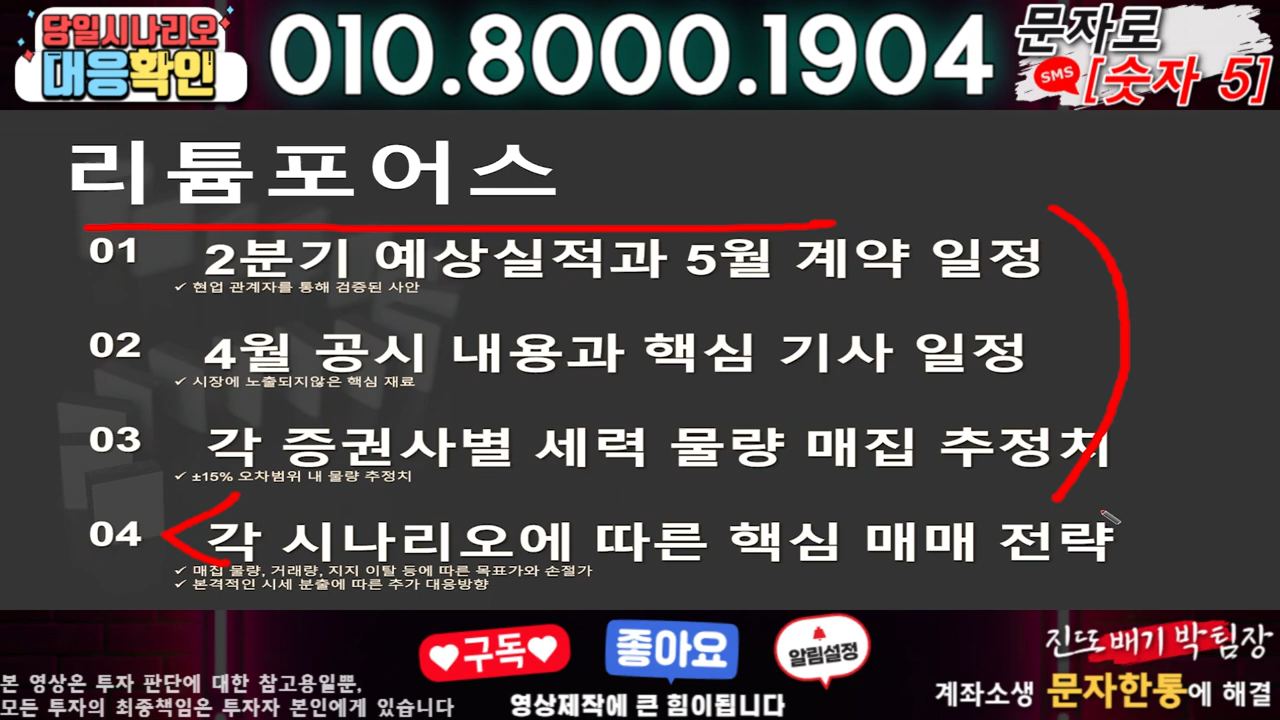 당일시나리오
대응확인
010.8000.1904
문자로
SMS [숫자 5]
리튬포어스
01 2분기 예상실적과 5월 계약 일정
✓ 현업 관계자를 통해 검증된 사안
02 4월 공시 내용과 핵심 기사 일정
✓ 시장에 노출되지않은 핵심 재료
03 각 증권사별 세력 물량 매집 추정치
✓ ±15% 오차범위 내 물량 추정치
04 각 시나리오에 따른 핵심 매매 전략
✓ 매집 물량, 거래량, 지지 이탈 등에 따른 목표가와 손절가
✓ 본격적인 시세 분출에 따른 추가 대응방향
구독
좋아요
알림설정
영상제작에 큰 힘이됩니다
본 영상은 투자 판단에 대한 참고용일뿐,
모든 투자의 최종책임은 투자자 본인에게 있습니다
진또배기 박팀장
계좌소생 문자한통에 해결